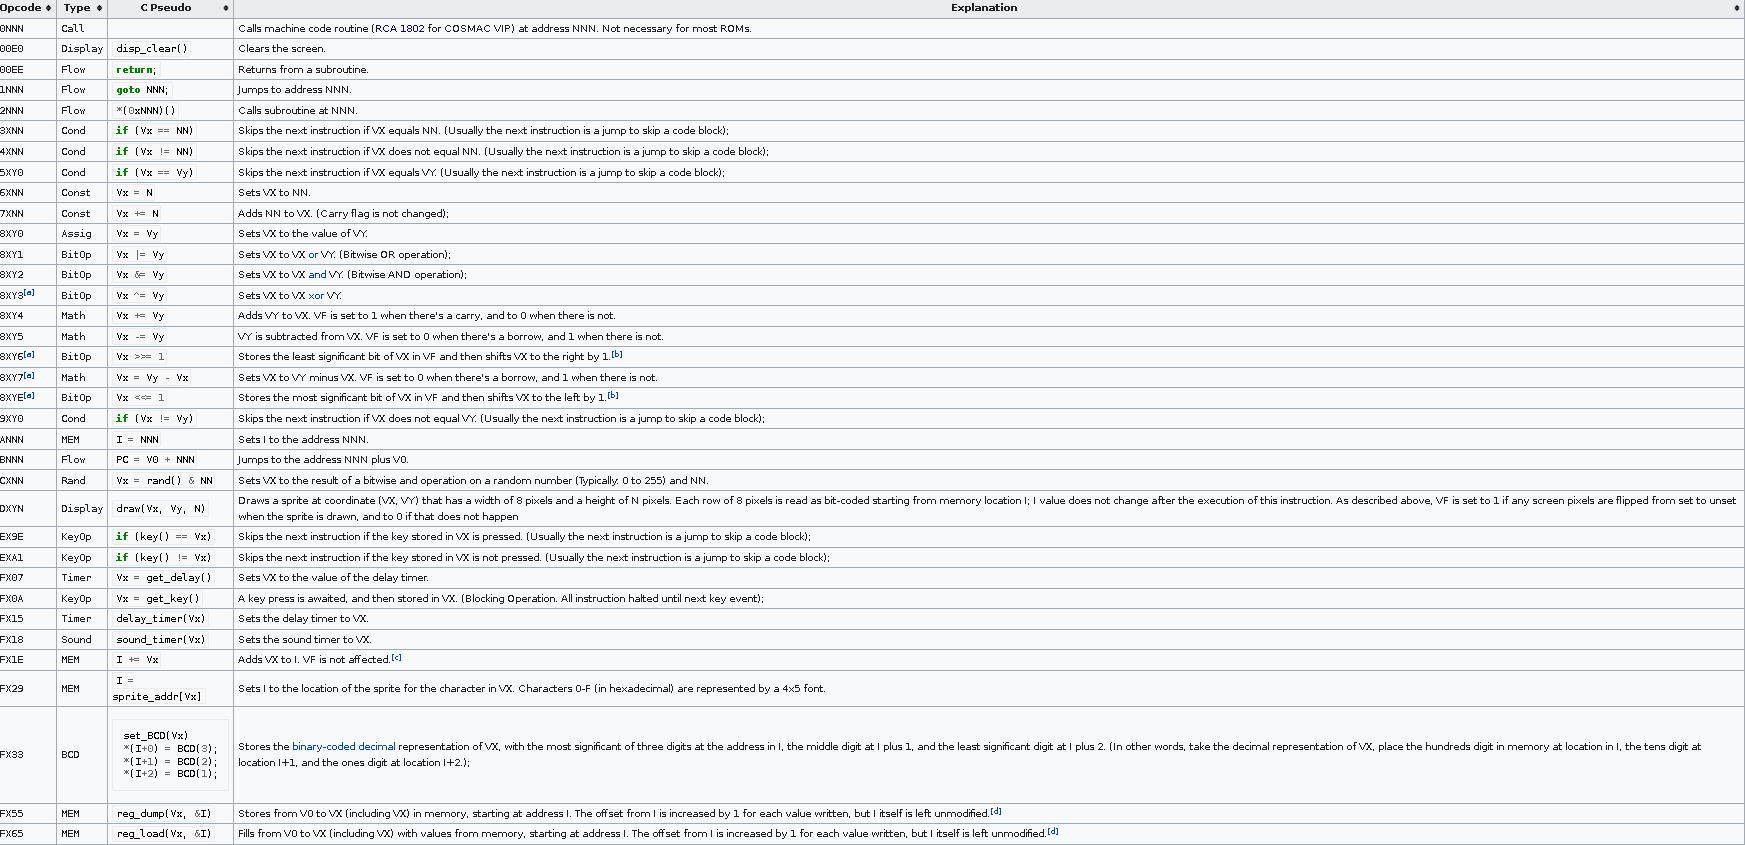 Opcode Type C Pseudo Explanation
0NNN Call Calls machine code routine (RCA 1802 for COSMAC VIP) at address NNN. Not necessary for most ROMs.
00E0 Display disp_clear() Clears the screen.
00EE Flow return; Returns from a subroutine.
1NNN Flow goto NNN; Jumps to address NNN.
2NNN Flow *(0xNNN)() Calls subroutine at NNN.
3XNN Cond if (Vx == NN) Skips the next instruction if VX equals NN. (Usually the next instruction is a jump to skip a code block);
4XNN Cond if (Vx != NN) Skips the next instruction if VX does not equal NN. (Usually the next instruction is a jump to skip a code block);
5XY0 Cond if (Vx == Vy) Skips the next instruction if VX equals VY. (Usually the next instruction is a jump to skip a code block);
6XNN Const Vx = N Sets VX to NN.
7XNN Const Vx += N Adds NN to VX. (Carry flag is not changed);
8XY0 Assig Vx = Vy Sets VX to the value of VY.
8XY1 BitOp Vx |= Vy Sets VX to VX or VY. (Bitwise OR operation);
8XY2 BitOp Vx &= Vy Sets VX to VX and VY. (Bitwise AND operation);
8XY3[a] BitOp Vx ^= Vy Sets VX to VX xor VY.
8XY4 Math Vx += Vy Adds VY to VX. VF is set to 1 when there's a carry, and to 0 when there is not.
8XY5 Math Vx -= Vy VY is subtracted from VX. VF is set to 0 when there's a borrow, and 1 when there is not.
8XY6[a] BitOp Vx >>= 1 Stores the least significant bit of VX in VF and then shifts VX to the right by 1.[b]
8XY7[a] Math Vx = Vy - Vx Sets VX to VY minus VX. VF is set to 0 when there's a borrow, and 1 when there is not.
8XYE[a] BitOp Vx <<= 1 Stores the most significant bit of VX in VF and then shifts VX to the left by 1.[b]
9XY0 Cond if (Vx != Vy) Skips the next instruction if VX does not equal VY. (Usually the next instruction is a jump to skip a code block);
ANNN MEM I = NNN Sets I to the address NNN.
BNNN Flow PC = V0 + NNN Jumps to the address NNN plus V0.
CXNN Rand Vx = rand() & NN Sets VX to the result of a bitwise and operation on a random number (Typically: 0 to 255) and NN.
DXYN Display draw(Vx, Vy, N) Draws a sprite at coordinate (VX, VY) that has a width of 8 pixels and a height of N pixels. Each row of 8 pixels is read as bit-coded starting from memory location I; I value does not change after the execution of this instruction. As described above, VF is set to 1 if any screen pixels are flipped from set to unset
when the sprite is drawn, and to 0 if that does not happen
EX9E KeyOp if (key() == Vx) Skips the next instruction if the key stored in VX is pressed. (Usually the next instruction is a jump to skip a code block);
EXA1 KeyOp if (key() != Vx) Skips the next instruction if the key stored in VX is not pressed. (Usually the next instruction is a jump to skip a code block);
FX07 Timer Vx = get_delay() Sets VX to the value of the delay timer.
FX0A KeyOp Vx = get_key() A key press is awaited, and then stored in VX. (Blocking Operation. All instruction halted until next key event);
FX15 Timer delay_timer(Vx) Sets the delay timer to VX.
FX18 Sound sound_timer(Vx) Sets the sound timer to VX.
FX1E MEM I += Vx Adds VX to I. VF is not affected.[c]
FX29 MEM I =
sprite_addr[Vx] Sets I to the location of the sprite for the character in VX. Characters 0-F (in hexadecimal) are represented by a 4x5 font.
FX33 BCD set_BCD(Vx)
*(I+0) = BCD(3);
*(I+1) = BCD(2);
*(I+2) = BCD(1);
Stores the binary-coded decimal representation of VX, with the most significant of three digits at the address in I, the middle digit at I plus 1, and the least significant digit at I plus 2. (In other words, take the decimal representation of VX, place the hundreds digit in memory at location in I, the tens digit at
location I+1, and the ones digit at location I+2.);
FX55 MEM reg_dump(Vx, &I) Stores from V0 to VX (including VX) in memory, starting at address I. The offset from I is increased by 1 for each value written, but I itself is left unmodified.[d]
FX65 MEM reg_load(Vx, &I) Fills from V0 to VX (including VX) with values from memory, starting at address I. The offset from I is increased by 1 for each value written, but I itself is left unmodified.[d]